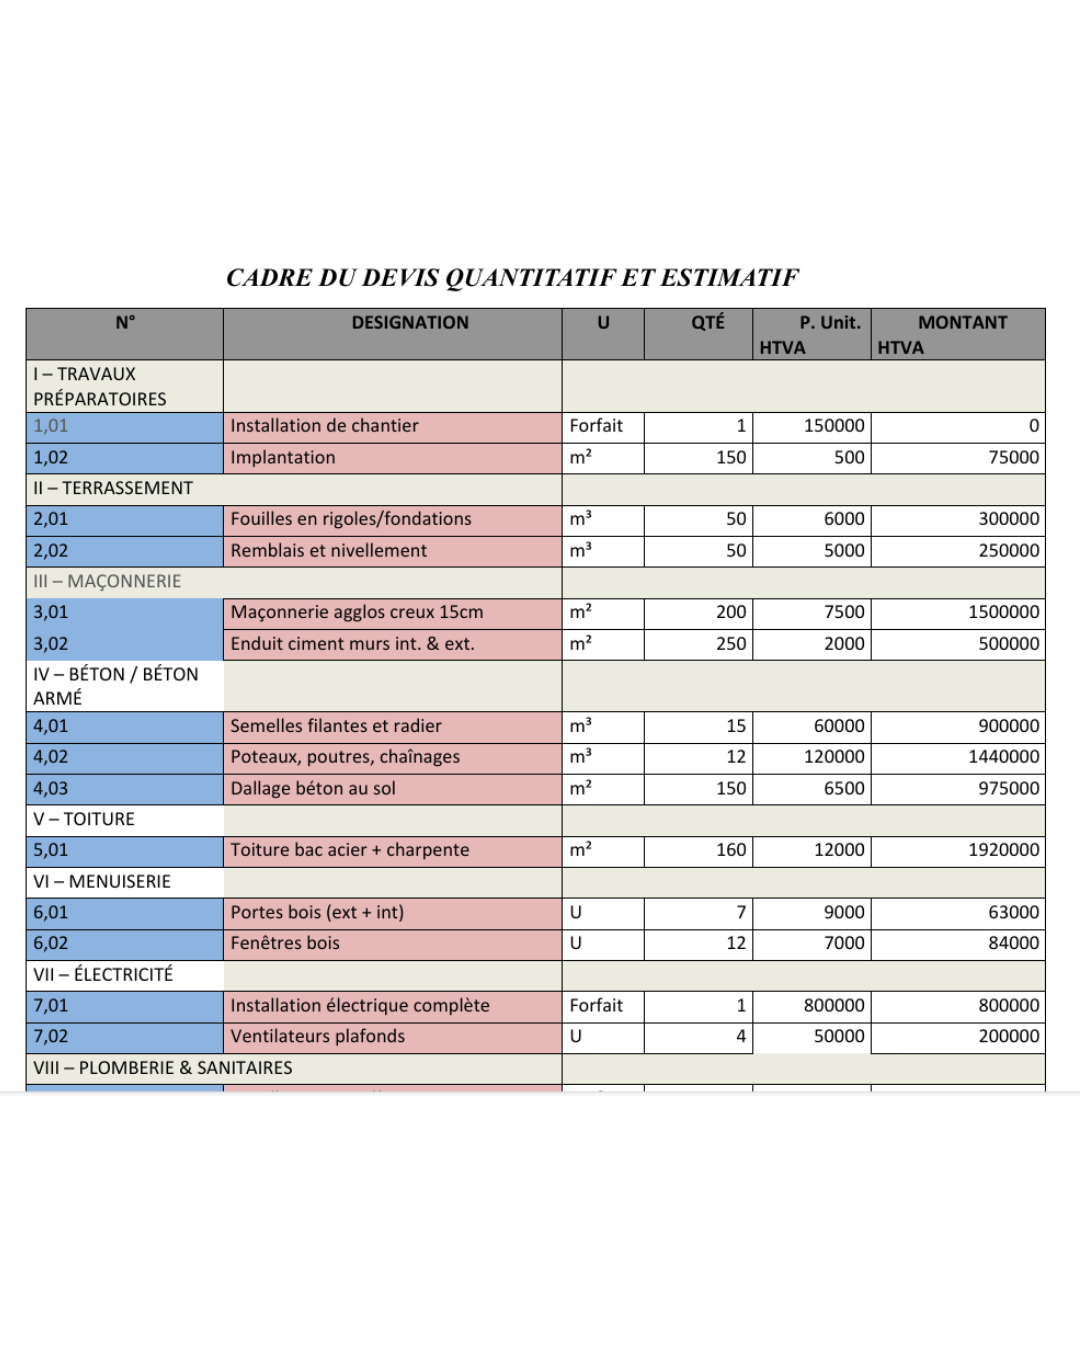 CADRE DU DEVIS QUANTITATIF ET ESTIMATIF
N° DESIGNATION U QTÉ P. Unit. HTVA MONTANT HTVA
I – TRAVAUX
PRÉPARATOIRES
1,01 Installation de chantier Forfait 1 150000 0
1,02 Implantation m² 150 500 75000
II – TERRASSEMENT
2,01 Fouilles en rigoles/fondations m³ 50 6000 300000
2,02 Remblais et nivellement m³ 50 5000 250000
III – MAÇONNERIE
3,01 Maçonnerie agglos creux 15cm m² 200 7500 1500000
3,02 Enduit ciment murs int. & ext. m² 250 2000 500000
IV – BÉTON / BÉTON
ARMÉ
4,01 Semelles filantes et radier m³ 15 60000 900000
4,02 Poteaux, poutres, chaînages m³ 12 120000 1440000
4,03 Dallage béton au sol m² 150 6500 975000
V – TOITURE
5,01 Toiture bac acier + charpente m² 160 12000 1920000
VI – MENUISERIE
6,01 Portes bois (ext + int) U 7 9000 63000
6,02 Fenêtres bois U 12 7000 84000
VII – ÉLECTRICITÉ
7,01 Installation électrique complète Forfait 1 800000 800000
7,02 Ventilateurs plafonds U 4 50000 200000
VIII – PLOMBERIE & SANITAIRES